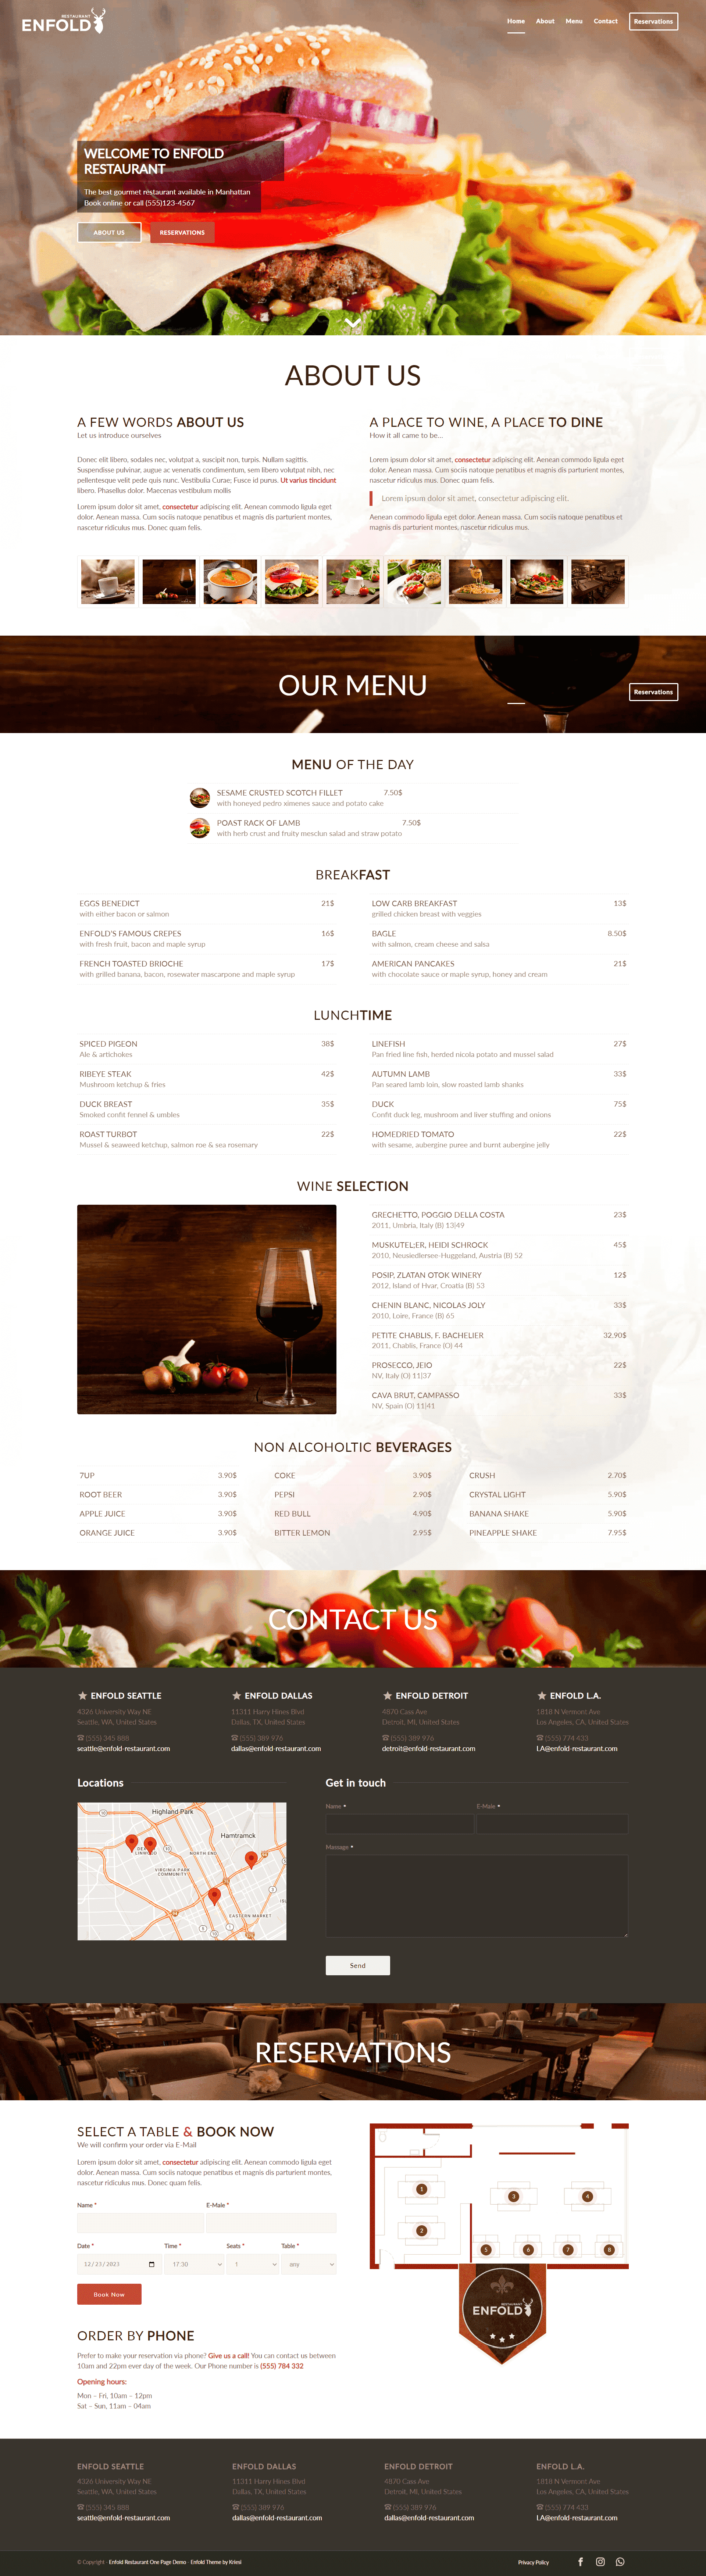 RESTAURANT
ENFOLD
Home About Menu Contact Reservations
WELCOME TO ENFOLD
RESTAURANT
The best gourmet restaurant available in Manhattan
Book online or call (555)123-4567
ABOUT US RESERVATIONS
ABOUT US
A FEW WORDS ABOUT US
Let us introduce ourselves
Donec elit libero, sodales nec, volutpat a, suscipit non, turpis. Nullam sagittis.
Suspendisse pulvinar, augue ac venenatis condimentum, sem libero volutpat nibh, nec
pellentesque velit pede quis nunc. Vestibulia Curae; Fusce id purus. Ut varius tincidunt
libero. Phasellus dolor. Maecenas vestibulum mollis
Lorem ipsum dolor sit amet, consectetur adipiscing elit. Aenean commodo ligula eget
dolor. Aenean massa. Cum sociis natoque penatibus et magnis dis parturient montes,
nascetur ridiculus mus. Donec quam felis.
A PLACE TO WINE, A PLACE TO DINE
How it all came to be...
Lorem ipsum dolor sit amet, consectetur adipiscing elit. Aenean commodo ligula eget
dolor. Aenean massa. Cum sociis natoque penatibus et magnis dis parturient montes,
nascetur ridiculus mus. Donec quam felis.
Lorem ipsum dolor sit amet, consectetur adipiscing elit.
Aenean commodo ligula eget dolor. Aenean massa. Cum sociis natoque penatibus et
magnis dis parturient montes, nascetur ridiculus mus.
OUR MENU
Reservations
MENU OF THE DAY
SESAME CRUSTED SCOTCH FILLET 7.50$
with honeyed pedro ximenes sauce and potato cake
POAST RACK OF LAMB 7.50$
with herb crust and fruity mesclun salad and straw potato
BREAKFAST
EGGS BENEDICT 21$
with either bacon or salmon
ENFOLD'S FAMOUS CREPES 16$
with fresh fruit, bacon and maple syrup
FRENCH TOASTED BRIOCHE 17$
with grilled banana, bacon, rosewater mascarpone and maple syrup
LOW CARB BREAKFAST 13$
grilled chicken breast with veggies
BAGLE 8.50$
with salmon, cream cheese and salsa
AMERICAN PANCAKES 21$
with chocolate sauce or maple syrup, honey and cream
LUNCHTIME
SPICED PIGEON 38$
Ale & artichokes
RIBEYE STEAK 42$
Mushroom ketchup & fries
DUCK BREAST 35$
Smoked confit fennel & umbles
ROAST TURBOT 22$
Mussel & seaweed ketchup, salmon roe & sea rosemary
LINEFISH 27$
Pan fried line fish, herded nicola potato and mussel salad
AUTUMN LAMB 33$
Pan seared lamb loin, slow roasted lamb shanks
DUCK 75$
Confit duck leg, mushroom and liver stuffing and onions
HOMEDRIED TOMATO 22$
with sesame, aubergine puree and burnt aubergine jelly
WINE SELECTION
GRECHETTO, POGGIO DELLA COSTA 23$
2011, Umbria, Italy (B) 13|49
MUSKUTEL;ER, HEIDI SCHROCK 45$
2010, Neusiedlersee-Huggeland, Austria (B) 52
POSIP, ZLATAN OTOK WINERY 12$
2012, Island of Hvar, Croatia (B) 53
CHENIN BLANC, NICOLAS JOLY 33$
2010, Loire, France (B) 65
PETITE CHABLIS, F. BACHELIER 32.90$
2011, Chablis, France (O) 44
PROSECCO, JEIO 22$
NV, Italy (O) 11|37
CAVA BRUT, CAMPASSO 33$
NV, Spain (O) 11|41
NON ALCOHOLTIC BEVERAGES
7UP 3.90$
ROOT BEER 3.90$
APPLE JUICE 3.90$
ORANGE JUICE 3.90$
COKE 3.90$
PEPSI 2.90$
RED BULL 4.90$
BITTER LEMON 2.95$
CRUSH 2.70$
CRYSTAL LIGHT 5.90$
BANANA SHAKE 5.90$
PINEAPPLE SHAKE 7.95$
CONTACT US
ENFOLD SEATTLE
4326 University Way NE
Seattle, WA, United States
(555) 345 888
seattle@enfold-restaurant.com
ENFOLD DALLAS
11311 Harry Hines Blvd
Dallas, TX, United States
(555) 389 976
dallas@enfold-restaurant.com
ENFOLD DETROIT
4870 Cass Ave
Detroit, MI, United States
(555) 389 976
detroit@enfold-restaurant.com
ENFOLD L.A.
1818 N Vermont Ave
Los Angeles, CA, United States
(555) 774 433
LA@enfold-restaurant.com
Locations
Highland Park
Hamtramck
LINWOOD
NORTH END
VIRGINIA PARK
COMMUNITY
EASTERN MARKET
Get in touch
Name * E-Male *
Massage *
Send
RESERVATIONS
SELECT A TABLE & BOOK NOW
We will confirm your order via E-Mail
Lorem ipsum dolor sit amet, consectetur adipiscing elit. Aenean commodo ligula eget
dolor. Aenean massa. Cum sociis natoque penatibus et magnis dis parturient montes,
nascetur ridiculus mus. Donec quam felis.
Name * E-Male *
Date * Time * Seats * Table *
12/23/2023 17:30 1 any
Book Now
1 2 3 4 5 6 7 8
RESTAURANT
ENFOLD
ORDER BY PHONE
Prefer to make your reservation via phone? Give us a call! You can contact us between
10am and 22pm ever day of the week. Our Phone number is (555) 784 332
Opening hours:
Mon – Fri, 10am – 12pm
Sat – Sun, 11am – 04am
ENFOLD SEATTLE
4326 University Way NE
Seattle, WA, United States
(555) 345 888
seattle@enfold-restaurant.com
ENFOLD DALLAS
11311 Harry Hines Blvd
Dallas, TX, United States
(555) 389 976
dallas@enfold-restaurant.com
ENFOLD DETROIT
4870 Cass Ave
Detroit, MI, United States
(555) 389 976
dallas@enfold-restaurant.com
ENFOLD L.A.
1818 N Vermont Ave
Los Angeles, CA, United States
(555) 774 433
LA@enfold-restaurant.com
© Copyright - Enfold Restaurant One Page Demo - Enfold Theme by Kriesi
Privacy Policy